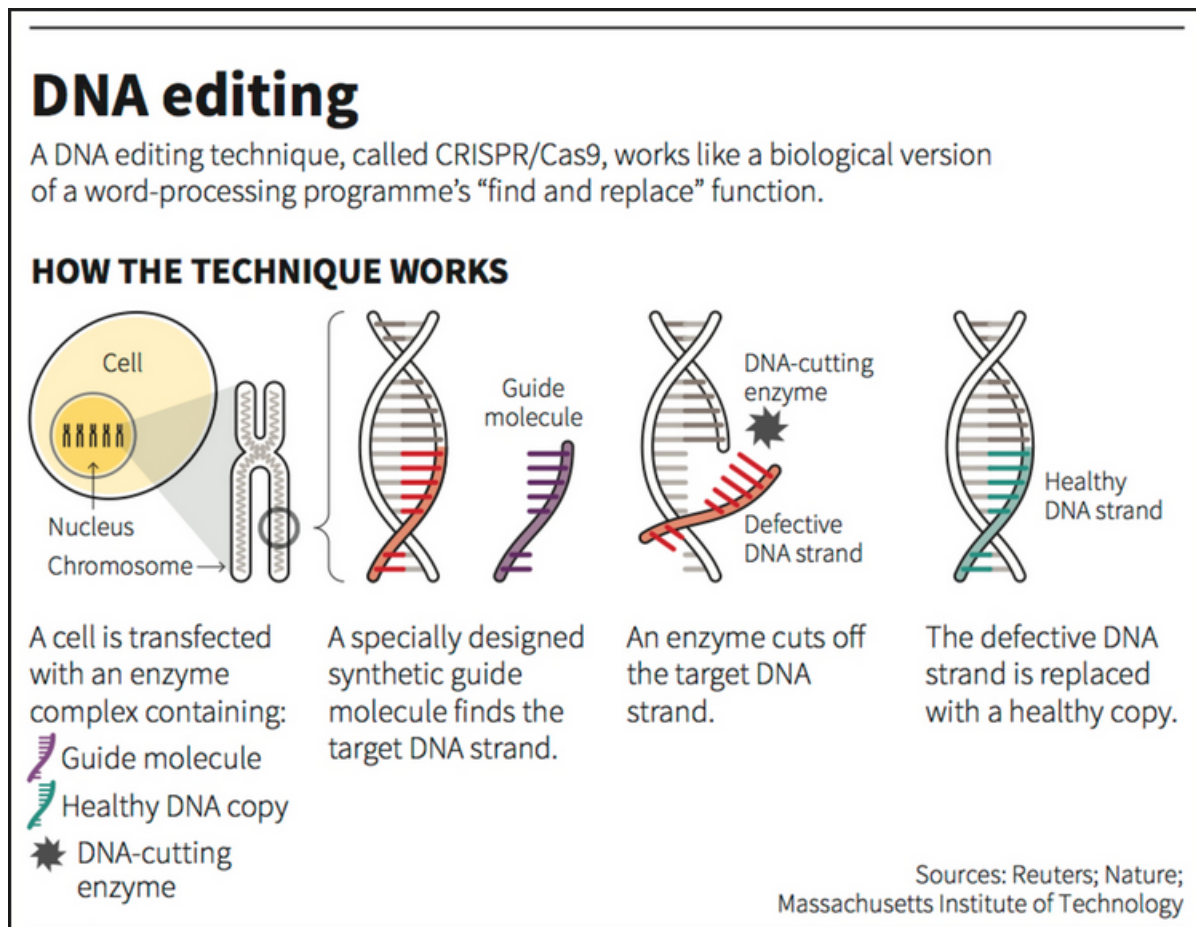 DNA editing
A DNA editing technique, called CRISPR/Cas9, works like a biological version
of a word-processing programme's “find and replace” function.
HOW THE TECHNIQUE WORKS
Cell
Nucleus
Chromosome
Guide
molecule
DNA-cutting
enzyme
Defective
DNA strand
Healthy
DNA strand
A cell is transfected
with an enzyme
complex containing:
Guide molecule
Healthy DNA copy
DNA-cutting
enzyme
A specially designed
synthetic guide
molecule finds the
target DNA strand.
An enzyme cuts off
the target DNA
strand.
The defective DNA
strand is replaced
with a healthy copy.
Sources: Reuters; Nature;
Massachusetts Institute of Technology